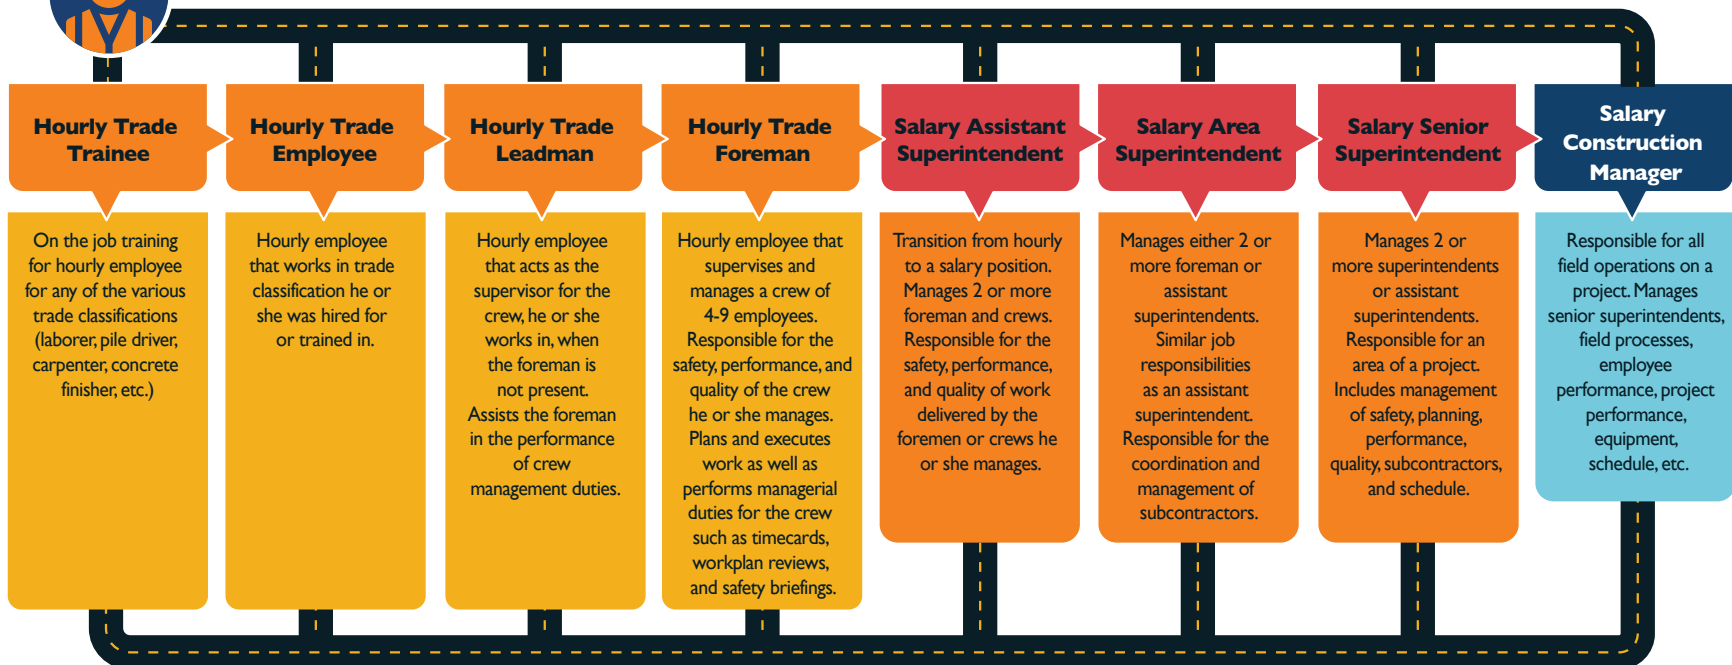 Hourly Trade
Trainee
On the job training
for hourly employee
for any of the various
trade classifications
(laborer, pile driver,
carpenter, concrete
finisher, etc.)
Hourly Trade
Employee
Hourly employee
that works in trade
classification he or
she was hired for
or trained in.
Hourly Trade
Leadman
Hourly employee
that acts as the
supervisor for the
crew, he or she
works in, when
the foreman is
not present.
Assists the foreman
in the performance
of crew
management duties.
Hourly Trade
Foreman
Hourly employee that
supervises and
manages a crew of
4-9 employees.
Responsible for the
safety, performance, and
quality of the crew
he or she manages.
Plans and executes
work as well as
performs managerial
duties for the crew
such as timecards,
workplan reviews,
and safety briefings.
Salary Assistant
Superintendent
Transition from hourly
to a salary position.
Manages 2 or more
foreman and crews.
Responsible for the
safety, performance,
and quality of work
delivered by the
foremen or crews he
or she manages.
Salary Area
Superintendent
Manages either 2 or
more foreman or
assistant
superintendents.
Similar job
responsibilities
as an assistant
superintendent.
Responsible for the
coordination and
management of
subcontractors.
Salary Senior
Superintendent
Manages 2 or
more superintendents
or assistant
superintendents.
Responsible for an
area of a project.
Includes management
of safety, planning,
performance,
quality, subcontractors,
and schedule.
Salary
Construction
Manager
Responsible for all
field operations on a
project. Manages
senior superintendents,
field processes,
employee
performance, project
performance,
equipment,
schedule, etc.